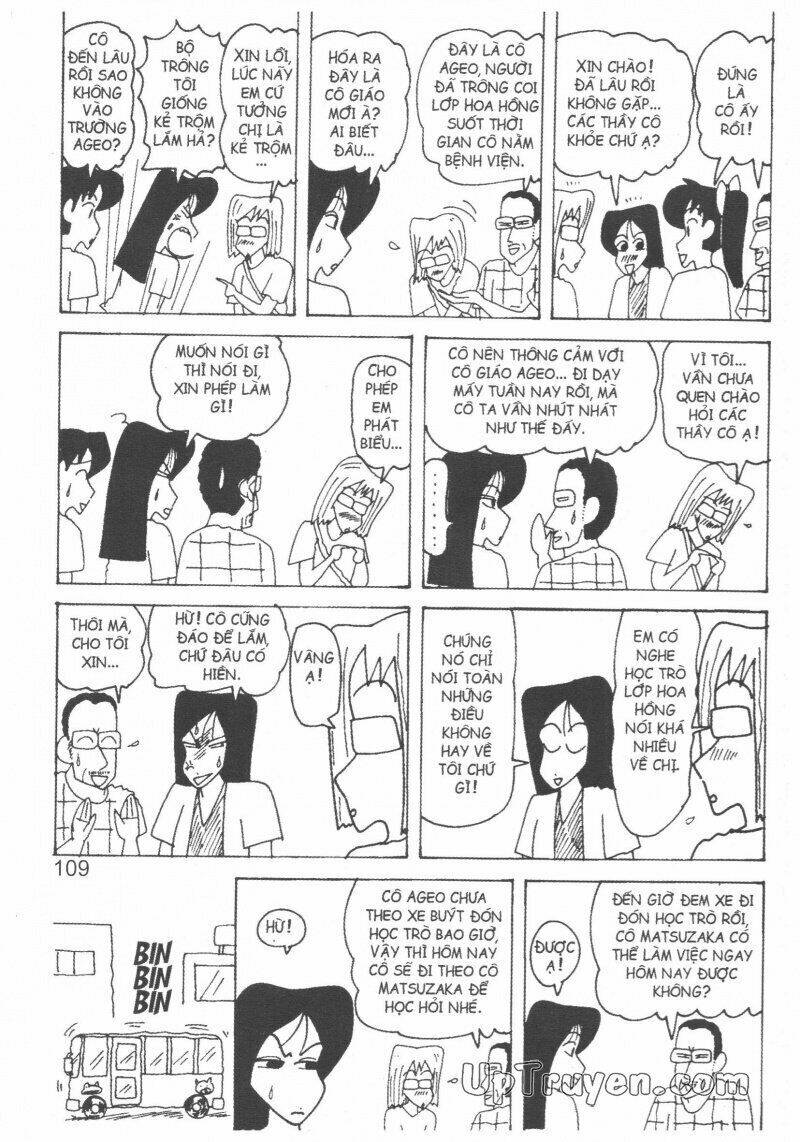 ĐÚNG
LÀ
CÔ ẤY
RỒI!
XIN CHÀO!
ĐÃ LÂU RỒI
KHÔNG GẶP...
CÁC THẦY CÔ
KHỎE CHỨ Ạ?
ĐÂY LÀ CÔ
AGEO, NGƯỜI
ĐÃ TRÔNG COI
LỚP HOA HỒNG
SUỐT THỜI
GIAN CÔ NẰM
BỆNH VIỆN.
HÓA RA
ĐÂY LÀ
CÔ GIÁO
MỚI À?
AI BIẾT
ĐÂU...
XIN LỖI,
LÚC NÃY
EM CỨ
TƯỞNG
CHỊ LÀ
KẺ TRỘM
...
BỘ
TRÔNG
TÔI
GIỐNG
KẺ TRỘM
LẮM HẢ?
CÔ
ĐẾN LÂU
RỒI SAO
KHÔNG
VÀO
TRƯỜNG
AGEO?
VÌ TÔI...
VẪN CHƯA
QUEN CHÀO
HỎI CÁC
THẦY CÔ Ạ!
CÔ NÊN THÔNG CẢM VỚI
CÔ GIÁO AGEO... ĐI DẠY
MẤY TUẦN NAY RỒI, MÀ
CÔ TA VẪN NHÚT NHÁT
NHƯ THẾ ĐẤY.
......
CHO
PHÉP
EM
PHÁT
BIỂU...
MUỐN NÓI GÌ
THÌ NÓI ĐI,
XIN PHÉP LÀM
GÌ!
EM CÓ
NGHE
HỌC TRÒ
LỚP HOA
HỒNG
NÓI KHÁ
NHIỀU
VỀ CHỊ.
CHÚNG
NÓ CHỈ
NÓI TOÀN
NHỮNG
ĐIỀU
KHÔNG
HAY VỀ
TÔI CHỨ
GÌ!
VÂNG
Ạ!
HỪ! CÔ CŨNG
ĐÁO ĐỂ LẮM,
CHỨ ĐÂU CÓ
HIỀN.
THÔI MÀ,
CHO TÔI
XIN...
109
ĐẾN GIỜ ĐEM XE ĐI
ĐÓN HỌC TRÒ RỒI,
CÔ MATSUZAKA CÓ
THỂ LÀM VIỆC NGAY
HÔM NAY ĐƯỢC
KHÔNG?
ĐƯỢC
Ạ!
CÔ AGEO CHƯA
THEO XE BUÝT ĐÓN
HỌC TRÒ BAO GIỜ,
VẬY THÌ HÔM NAY
CÔ SẼ ĐI THEO CÔ
MATSUZAKA ĐỂ
HỌC HỎI NHÉ.
HỪ!
BIN
BIN
BIN
UpTruyen.com